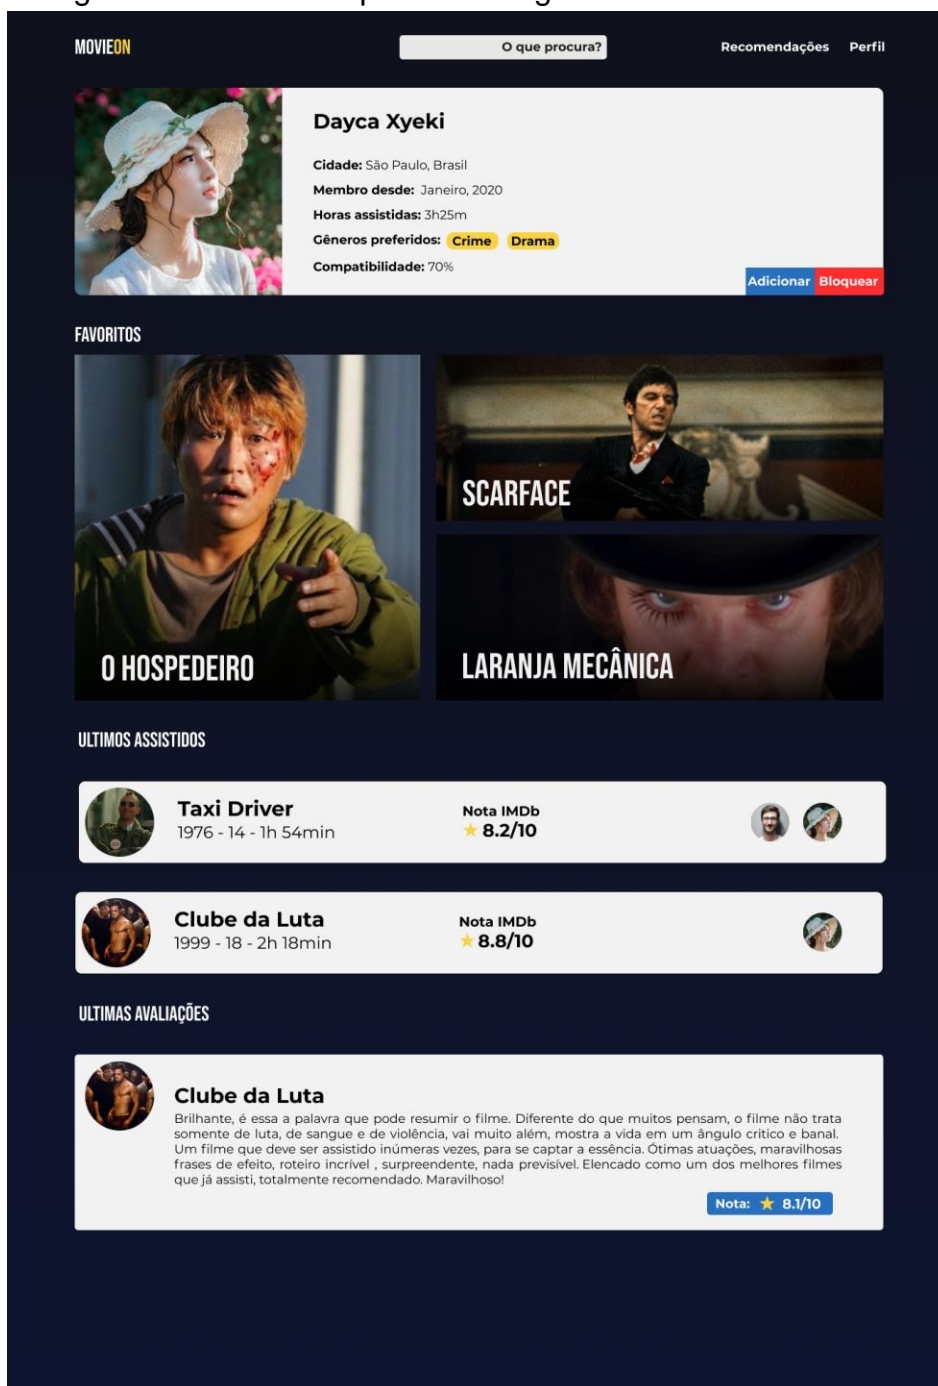 MOVIEON
O que procura?
Recomendações Perfil
Dayca Xyeki
Cidade: São Paulo, Brasil
Membro desde: Janeiro, 2020
Horas assistidas: 3h25m
Gêneros preferidos: Crime Drama
Compatibilidade: 70%
Adicionar Bloquear
FAVORITOS
O HOSPEDEIRO
SCARFACE
LARANJA MECÂNICA
ULTIMOS ASSISTIDOS
Taxi Driver
1976 - 14 - 1h 54min
Nota IMDb
8.2/10
Clube da Luta
1999 - 18 - 2h 18min
Nota IMDb
8.8/10
ULTIMAS AVALIAÇÕES
Clube da Luta
Brilhante, é essa a palavra que pode resumir o filme. Diferente do que muitos pensam, o filme não trata
somente de luta, de sangue e de violência, vai muito além, mostra a vida em um ângulo critico e banal.
Um filme que deve ser assistido inúmeras vezes, para se captar a essência. Ótimas atuações, maravilhosas
frases de efeito, roteiro incrível , surpreendente, nada previsível. Elencado como um dos melhores filmes
que já assisti, totalmente recomendado. Maravilhoso!
Nota: 8.1/10